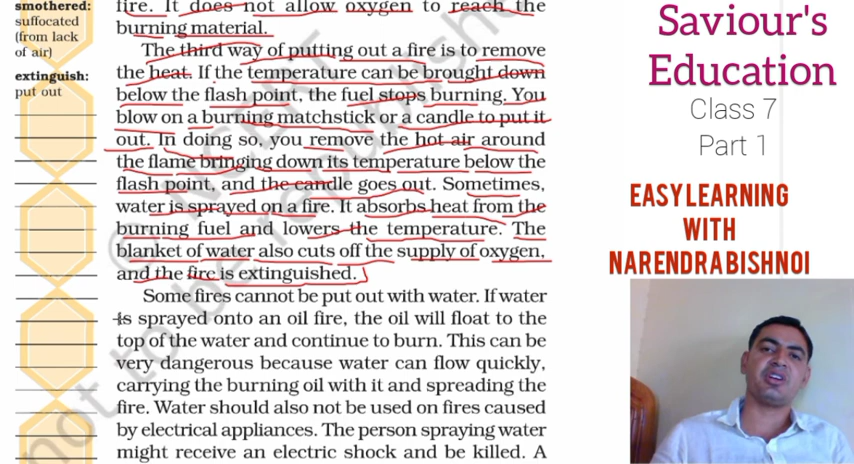 smothered:
suffocated
(from lack
of air)
extinguish:
put out
fire. It does not allow oxygen to reach the
burning material.
The third way of putting out a fire is to remove
the heat. If the temperature can be brought down
below the flash point, the fuel stops burning. You
blow on a burning matchstick or a candle to put it
out. In doing so, you remove the hot air around
the flame bringing down its temperature below the
flash point, and the candle goes out. Sometimes,
water is sprayed on a fire. It absorbs heat from the
burning fuel and lowers the temperature. The
blanket of water also cuts off the supply of oxygen,
and the fire is extinguished.
Some fires cannot be put out with water. If water
is sprayed onto an oil fire, the oil will float to the
top of the water and continue to burn. This can be
very dangerous because water can flow quickly,
carrying the burning oil with it and spreading the
fire. Water should also not be used on fires caused
by electrical appliances. The person spraying water
might receive an electric shock and be killed. A
© NCERT
not to be republished
Saviour's
Education
Class 7
Part 1
EASY LEARNING
WITH
NARENDRA BISHNOI